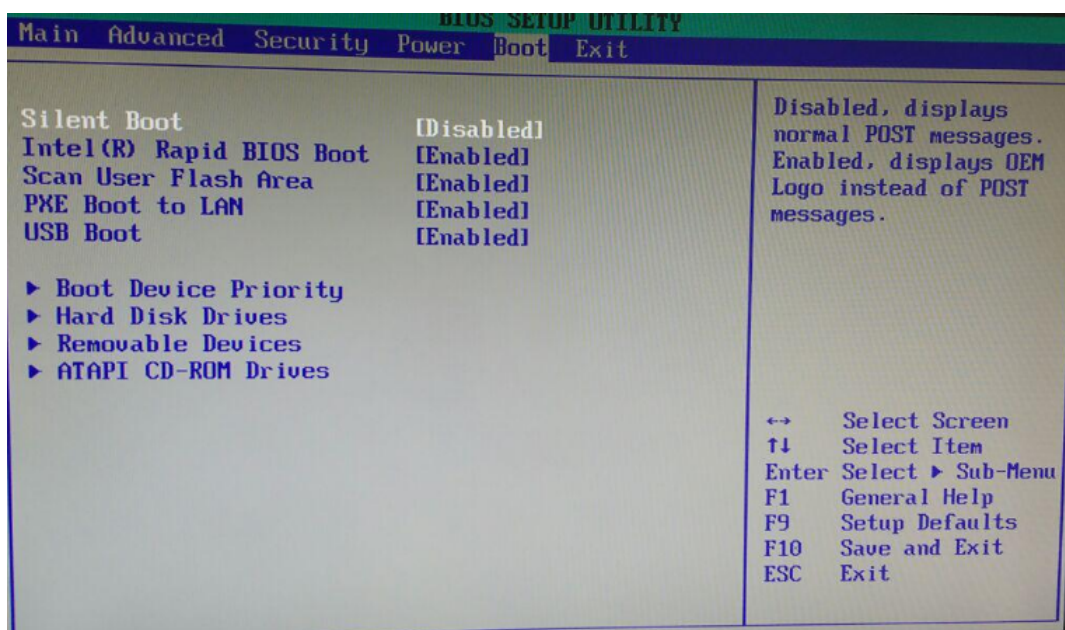 BIOS SETUP UTILITY
Main Advanced Security Power Boot Exit
Silent Boot [Disabled]
Intel(R) Rapid BIOS Boot [Enabled]
Scan User Flash Area [Enabled]
PXE Boot to LAN [Enabled]
USB Boot [Enabled]
▶ Boot Device Priority
▶ Hard Disk Drives
▶ Removable Devices
▶ ATAPI CD-ROM Drives
Disabled, displays
normal POST messages.
Enabled, displays OEM
Logo instead of POST
messages.
↔ Select Screen
↑↓ Select Item
Enter Select ▶ Sub-Menu
F1 General Help
F9 Setup Defaults
F10 Save and Exit
ESC Exit